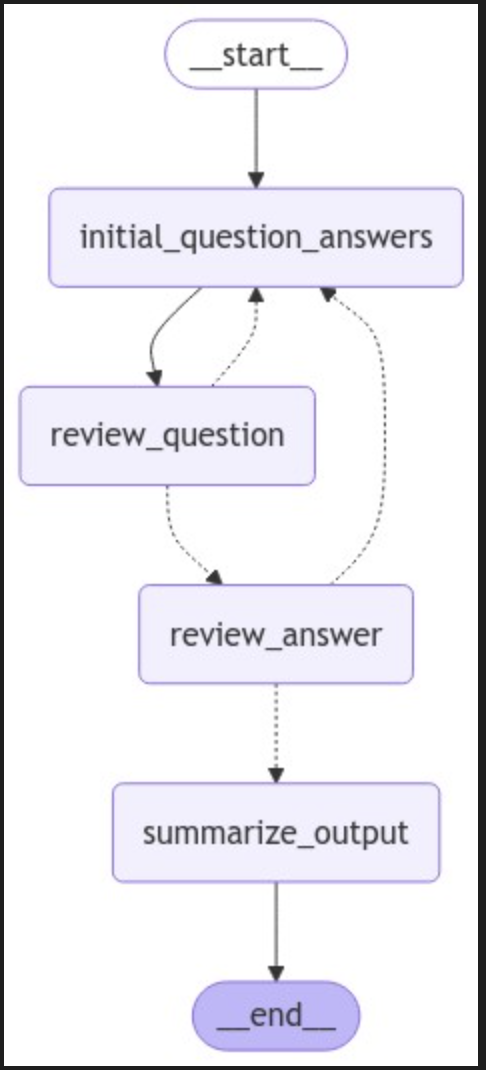 __start__
initial_question_answers
review_question
review_answer
summarize_output
__end__